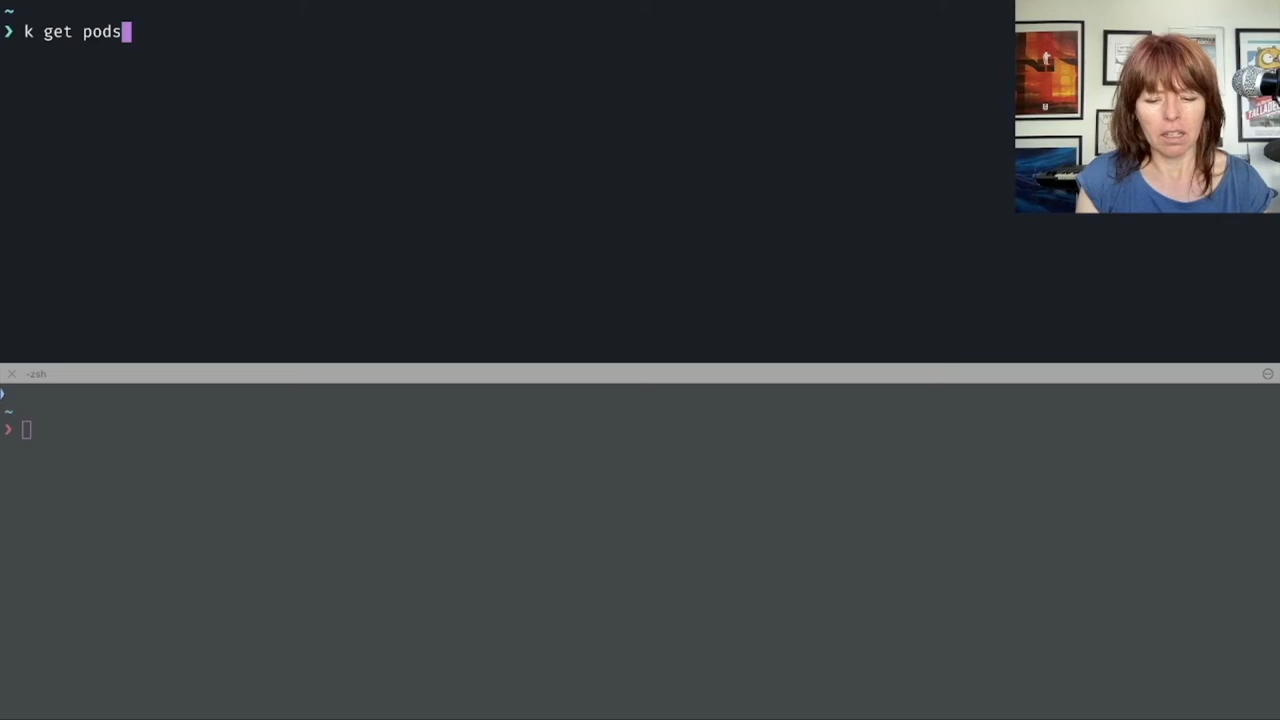 ~
❯ k get pods
-zsh
~
❯